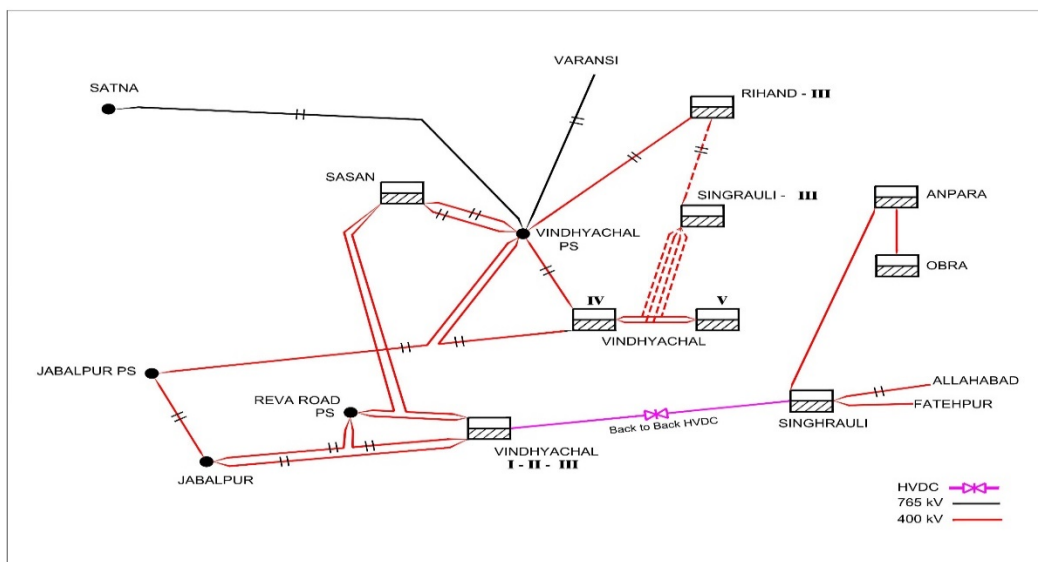 VARANSI
SATNA
RIHAND - III
SASAN
SINGRAULI - III
ANPARA
VINDHYACHAL
PS
OBRA
IV
V
VINDHYACHAL
JABALPUR PS
REVA ROAD
PS
ALLAHABAD
FATEHPUR
Back to Back HVDC
SINGHRAULI
VINDHYACHAL
I - II - III
JABALPUR
HVDC
765 kV
400 kV